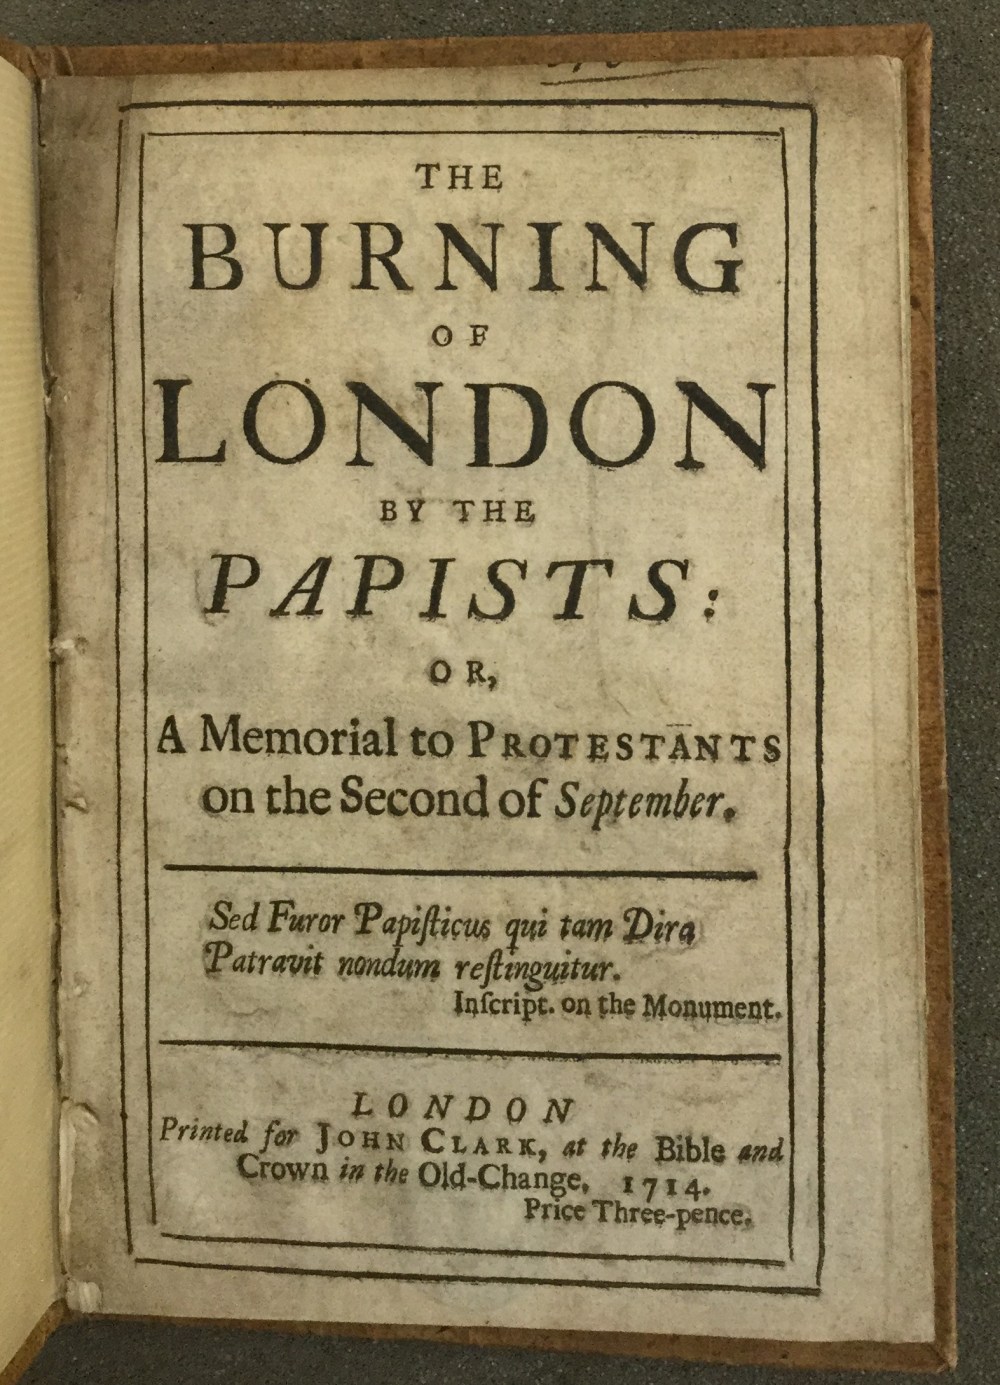 THE
BURNING
OF
LONDON
BY THE
PAPISTS:
OR,
A Memorial to PROTESTANTS
on the Second of September.
Sed Furor Papiſticus qui tam Dira
Patravit nondum reſtinguitur.
Inſcript. on the Monument.
LONDON
Printed for JOHN CLARK, at the Bible and
Crown in the Old-Change, 1714.
Price Three-pence.